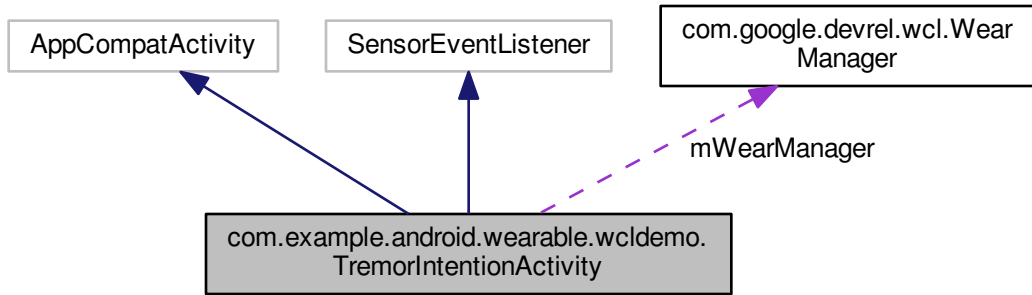 AppCompatActivity
SensorEventListener
com.google.devrel.wcl.Wear
Manager
mWearManager
com.example.android.wearable.wcldemo.
TremorIntentionActivity